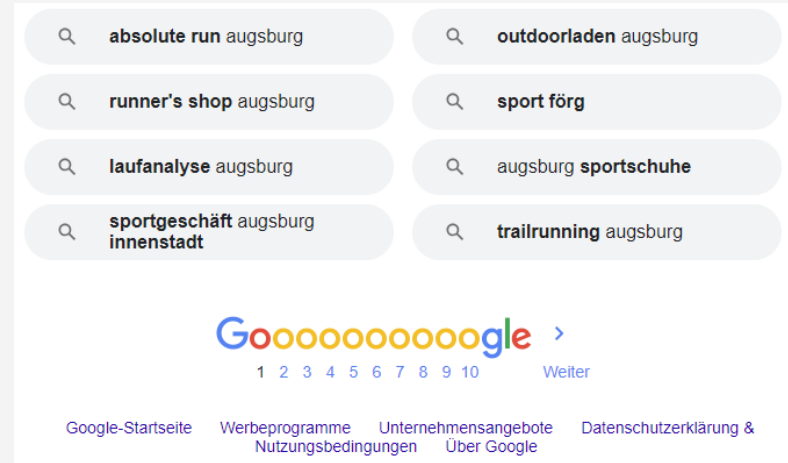 absolute run augsburg
outdoorladen augsburg
runner's shop augsburg
sport förg
laufanalyse augsburg
augsburg sportschuhe
sportgeschäft augsburg
innenstadt
trailrunning augsburg
Goooooooooogle >
1 2 3 4 5 6 7 8 9 10 Weiter
Google-Startseite Werbeprogramme Unternehmensangebote Datenschutzerklärung &
Nutzungsbedingungen Über Google